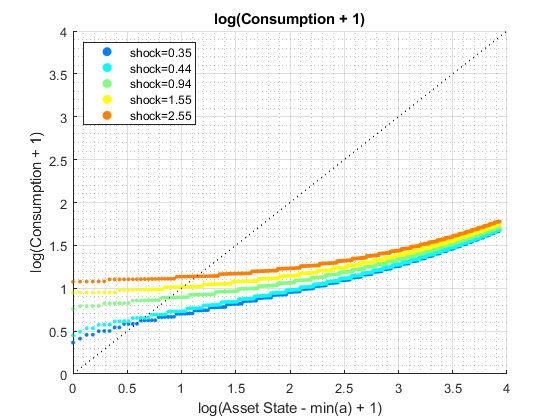 log(Consumption + 1)
4
3.5
3
2.5
2
1.5
1
0.5
0
log(Consumption + 1)
shock=0.35
shock=0.44
shock=0.94
shock=1.55
shock=2.55
0 0.5 1 1.5 2 2.5 3 3.5 4
log(Asset State - min(a) + 1)